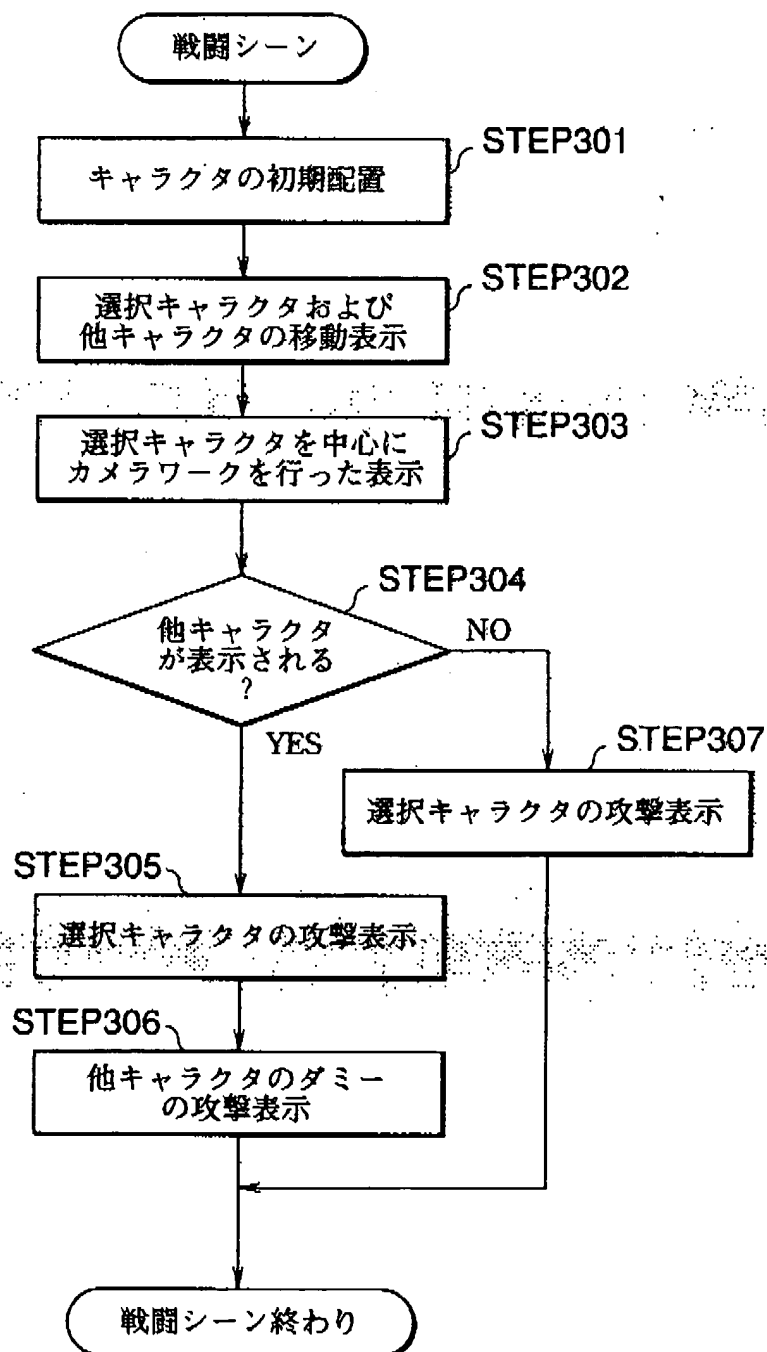 戦闘シーン
STEP301
キャラクタの初期配置
STEP302
選択キャラクタおよび
他キャラクタの移動表示
STEP303
選択キャラクタを中心に
カメラワークを行った表示
STEP304
他キャラクタ
が表示される
?
NO
YES
STEP307
選択キャラクタの攻撃表示
STEP305
選択キャラクタの攻撃表示
STEP306
他キャラクタのダミー
の攻撃表示
戦闘シーン終わり